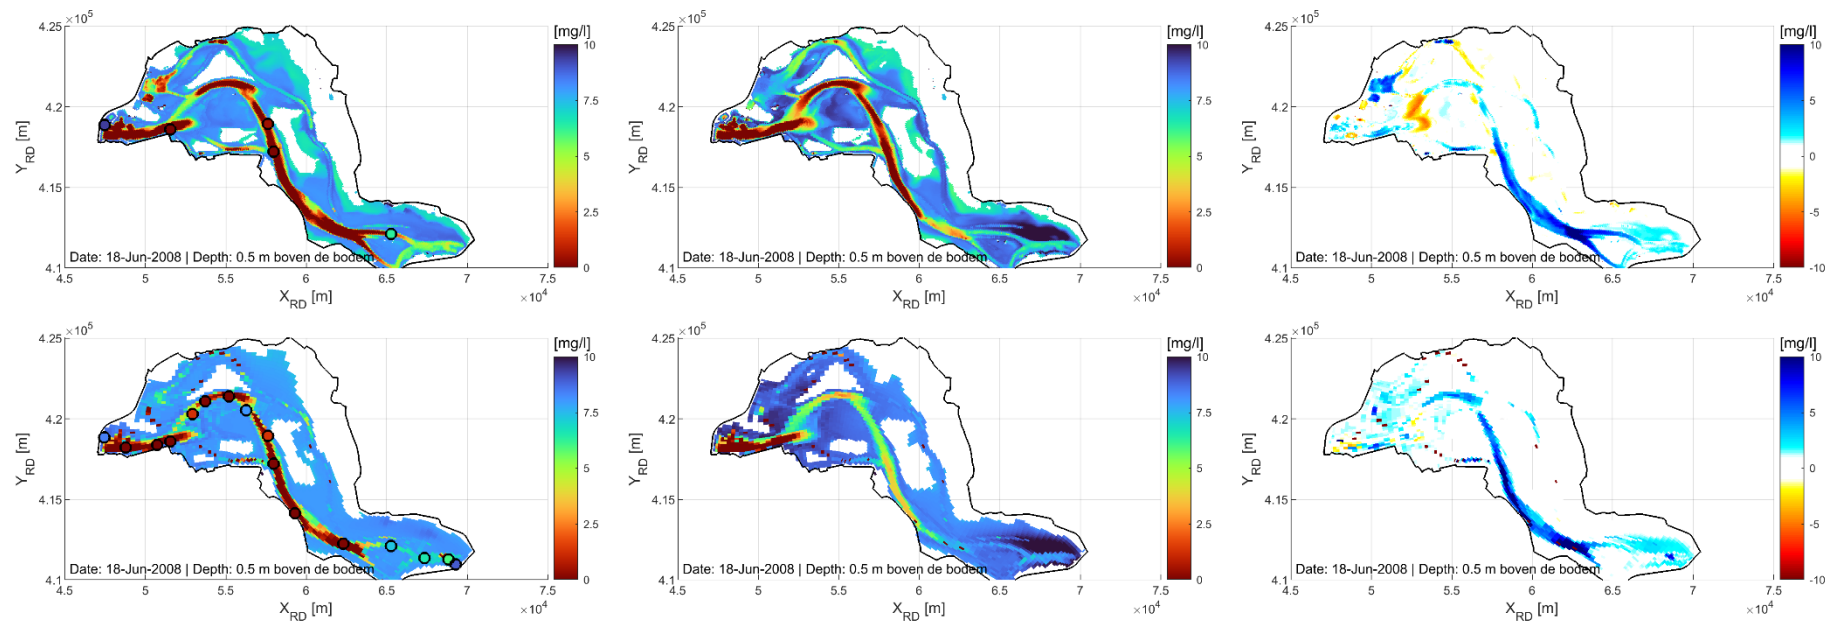 ×10⁵
[mg/l]
4.25
4.20
4.15
4.1
Y_RD [m]
10
7.5
5
2.5
0
Date: 18-Jun-2008 | Depth: 0.5 m boven de bodem
4.5 5 5.5 6 6.5 7 7.5
X_RD [m]
×10⁴
×10⁵
[mg/l]
4.25
4.20
4.15
4.1
Y_RD [m]
10
7.5
5
2.5
0
Date: 18-Jun-2008 | Depth: 0.5 m boven de bodem
4.5 5 5.5 6 6.5 7 7.5
X_RD [m]
×10⁴
×10⁵
[mg/l]
4.25
4.20
4.15
4.1
Y_RD [m]
10
5
0
-5
-10
Date: 18-Jun-2008 | Depth: 0.5 m boven de bodem
4.5 5 5.5 6 6.5 7 7.5
X_RD [m]
×10⁴
×10⁵
[mg/l]
4.25
4.20
4.15
4.1
Y_RD [m]
10
7.5
5
2.5
0
Date: 18-Jun-2008 | Depth: 0.5 m boven de bodem
4.5 5 5.5 6 6.5 7 7.5
X_RD [m]
×10⁴
×10⁵
[mg/l]
4.25
4.20
4.15
4.1
Y_RD [m]
10
7.5
5
2.5
0
Date: 18-Jun-2008 | Depth: 0.5 m boven de bodem
4.5 5 5.5 6 6.5 7 7.5
X_RD [m]
×10⁴
×10⁵
[mg/l]
4.25
4.20
4.15
4.1
Y_RD [m]
10
5
0
-5
-10
Date: 18-Jun-2008 | Depth: 0.5 m boven de bodem
4.5 5 5.5 6 6.5 7 7.5
X_RD [m]
×10⁴